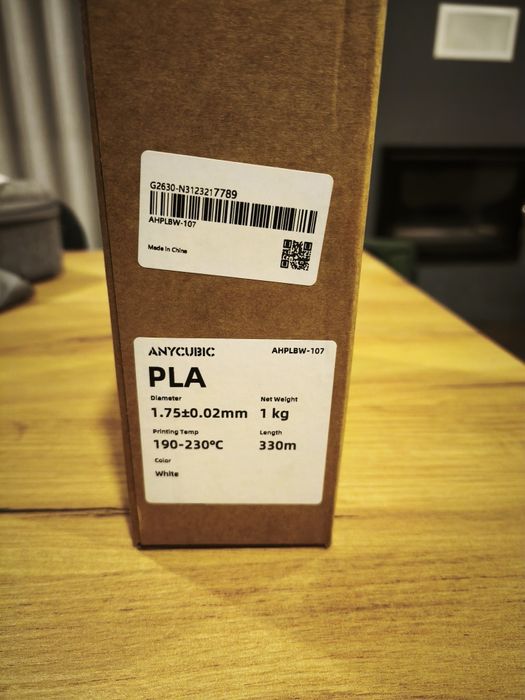 G2630-N3123217789
AHPLBW-107
Made in China
ANYCUBIC AHPLBW-107
PLA
Diameter Net Weight
1.75±0.02mm 1 kg
Printing Temp Length
190-230°C 330m
Color
White